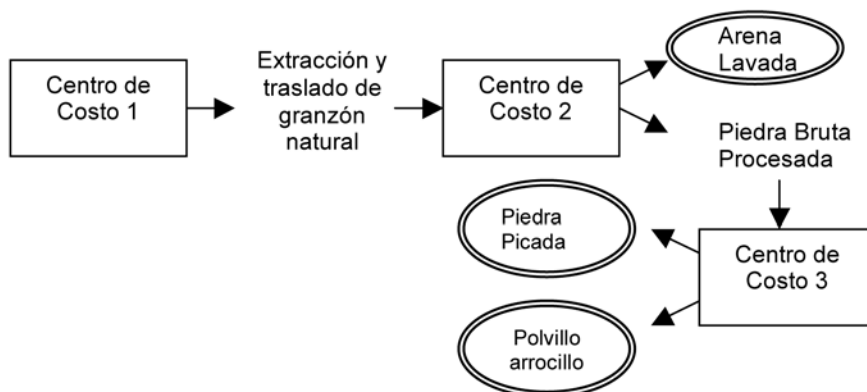 Centro de
Costo 1
Extracción y
traslado de
granzón
natural
Centro de
Costo 2
Arena
Lavada
Piedra Bruta
Procesada
Centro de
Costo 3
Piedra
Picada
Polvillo
arrocillo